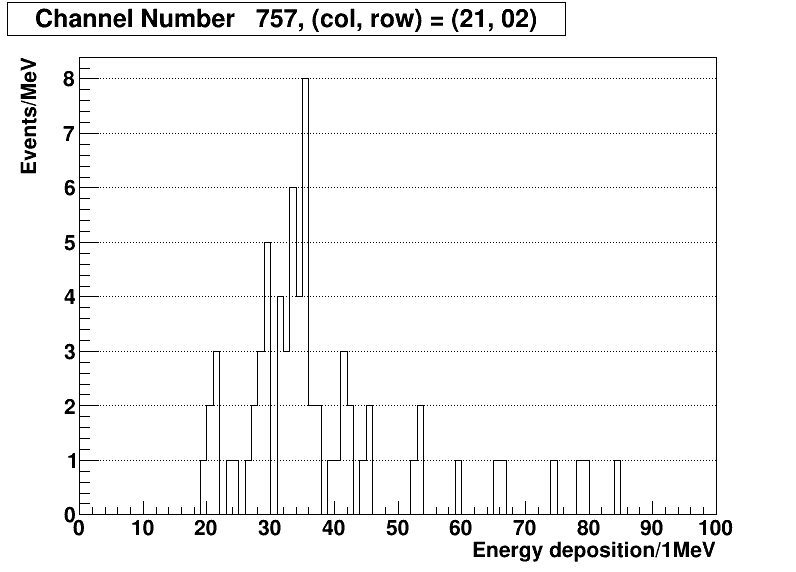 Channel Number 757, (col, row) = (21, 02)
Events/MeV
8
7
6
5
4
3
2
1
0
0 10 20 30 40 50 60 70 80 90 100
Energy deposition/1MeV